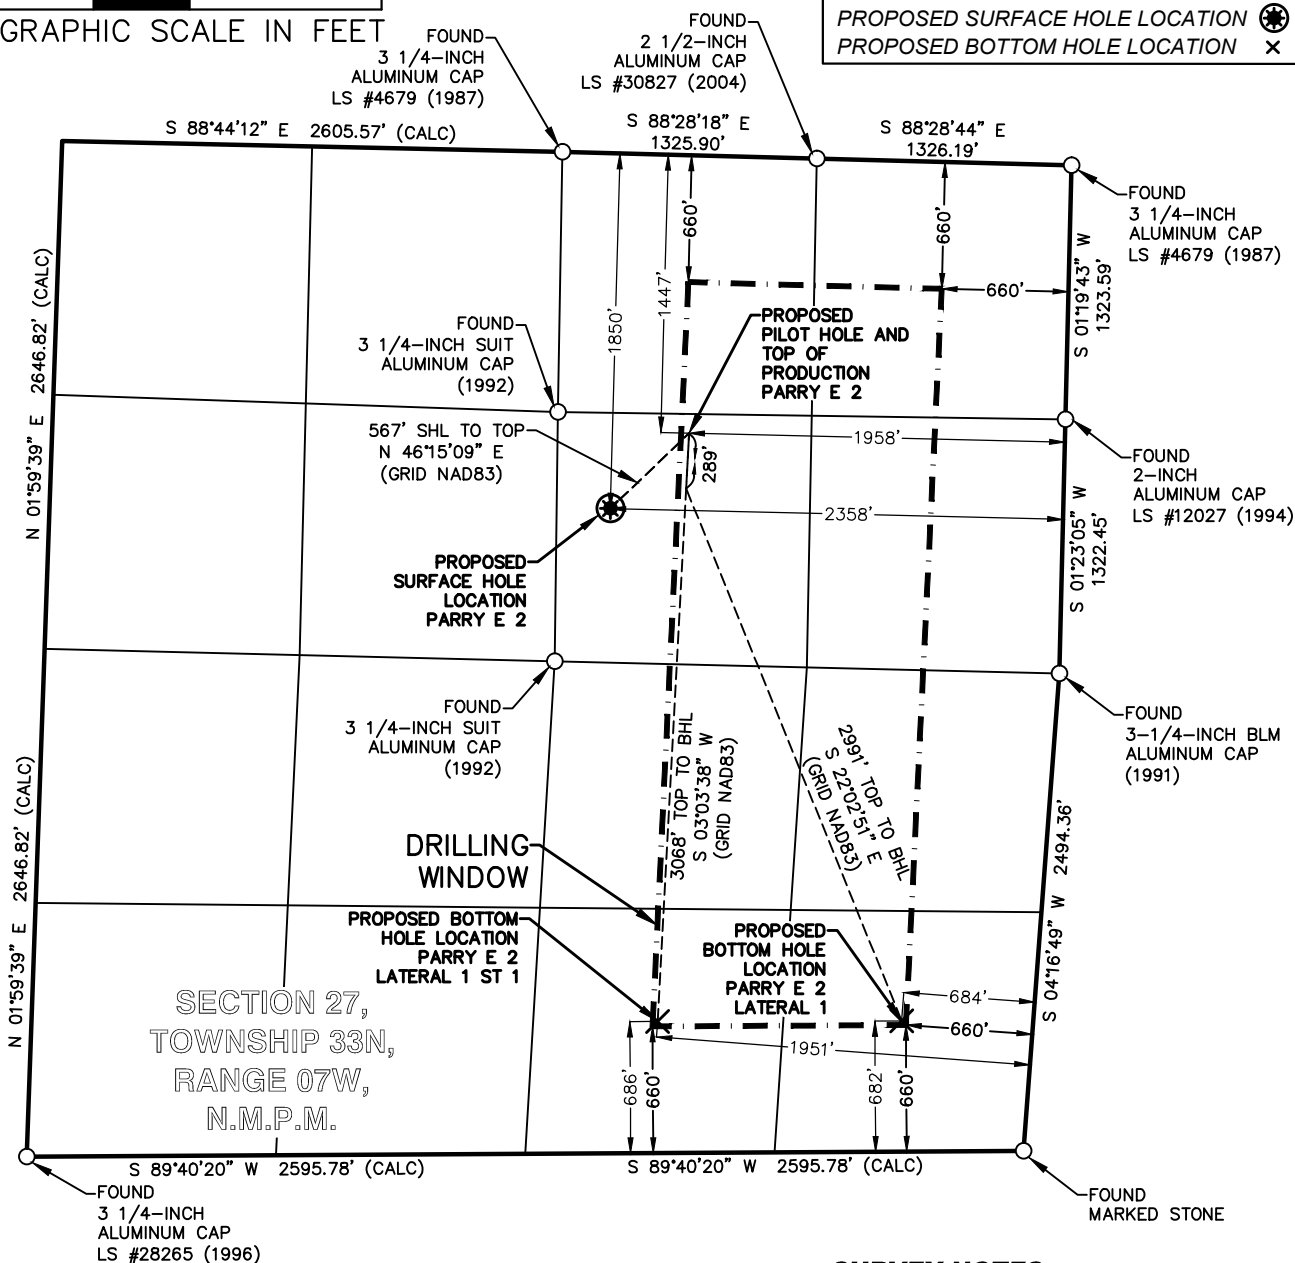 GRAPHIC SCALE IN FEET
PROPOSED SURFACE HOLE LOCATION
PROPOSED BOTTOM HOLE LOCATION
FOUND
3 1/4-INCH
ALUMINUM CAP
LS #4679 (1987)
FOUND
2 1/2-INCH
ALUMINUM CAP
LS #30827 (2004)
S 88°44'12" E 2605.57' (CALC)
S 88°28'18" E
1325.90'
S 88°28'44" E
1326.19'
FOUND
3 1/4-INCH
ALUMINUM CAP
LS #4679 (1987)
N 01°59'39" E 2646.82' (CALC)
1850'
1447'
660'
660'
660'
S 01°19'43" W
1323.59'
FOUND
3 1/4-INCH SUIT
ALUMINUM CAP
(1992)
PROPOSED
PILOT HOLE AND
TOP OF
PRODUCTION
PARRY E 2
567' SHL TO TOP
N 46°15'09" E
(GRID NAD83)
1958'
289'
2358'
FOUND
2-INCH
ALUMINUM CAP
LS #12027 (1994)
S 01°23'05" W
1322.45'
PROPOSED
SURFACE HOLE
LOCATION
PARRY E 2
FOUND
3 1/4-INCH SUIT
ALUMINUM CAP
(1992)
3068' TOP TO BHL
S 03°03'38" W
(GRID NAD83)
2991' TOP TO BHL
S 22°02'51" E
(GRID NAD83)
FOUND
3-1/4-INCH BLM
ALUMINUM CAP
(1991)
N 01°59'39" E 2646.82' (CALC)
S 04°16'49" W 2494.36'
DRILLING
WINDOW
PROPOSED BOTTOM
HOLE LOCATION
PARRY E 2
LATERAL 1 ST 1
PROPOSED
BOTTOM HOLE
LOCATION
PARRY E 2
LATERAL 1
SECTION 27,
TOWNSHIP 33N,
RANGE 07W,
N.M.P.M.
684'
660'
1951'
686'
660'
682'
660'
S 89°40'20" W 2595.78' (CALC)
S 89°40'20" W 2595.78' (CALC)
FOUND
3 1/4-INCH
ALUMINUM CAP
LS #28265 (1996)
FOUND
MARKED STONE